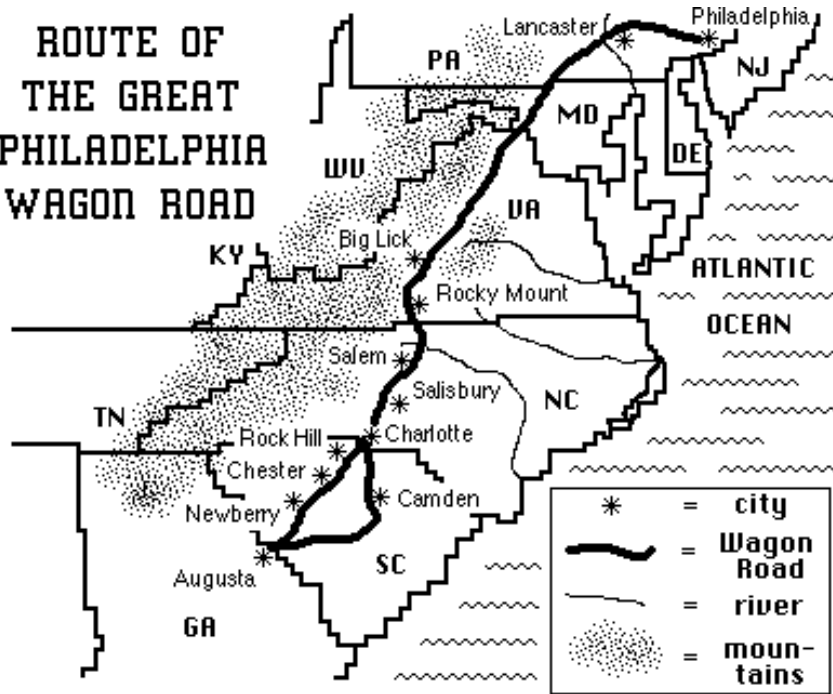 ROUTE OF
THE GREAT
PHILADELPHIA
WAGON ROAD
Lancaster
Philadelphia
PA
NJ
MD
DE
WV
VA
Big Lick
KY
ATLANTIC
OCEAN
Rocky Mount
Salem
Salisbury
NC
TN
Rock Hill
Charlotte
Chester
Camden
Newberry
Augusta
SC
GA
= city
= Wagon
Road
= river
= moun-
tains